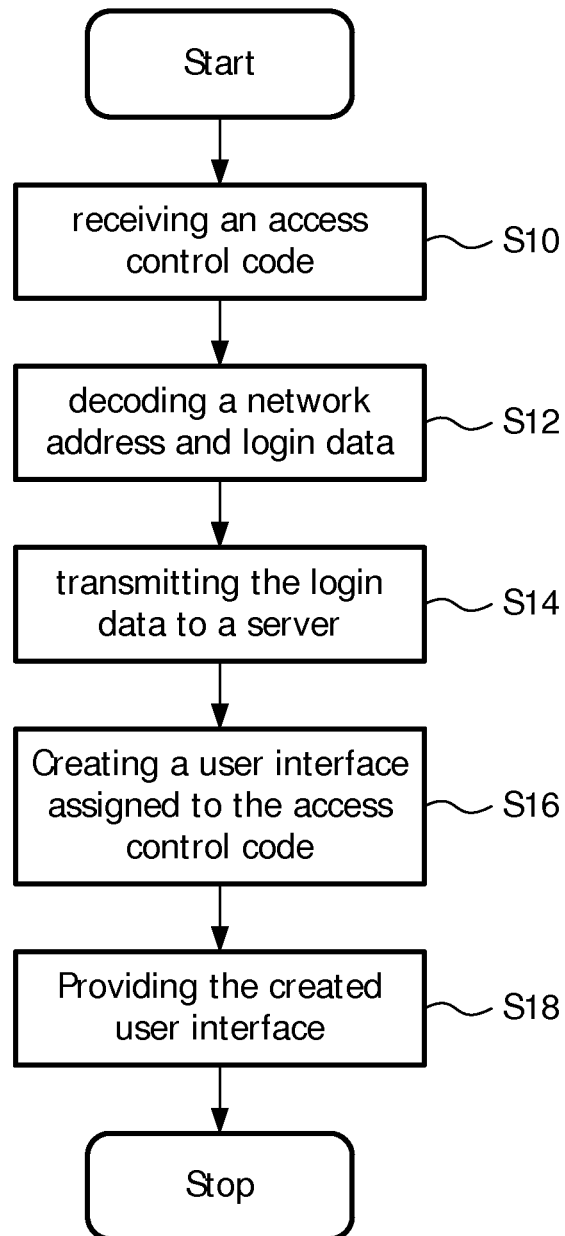 Start
receiving an access
control code
S10
decoding a network
address and login data
S12
transmitting the login
data to a server
S14
Creating a user interface
assigned to the access
control code
S16
Providing the created
user interface
S18
Stop